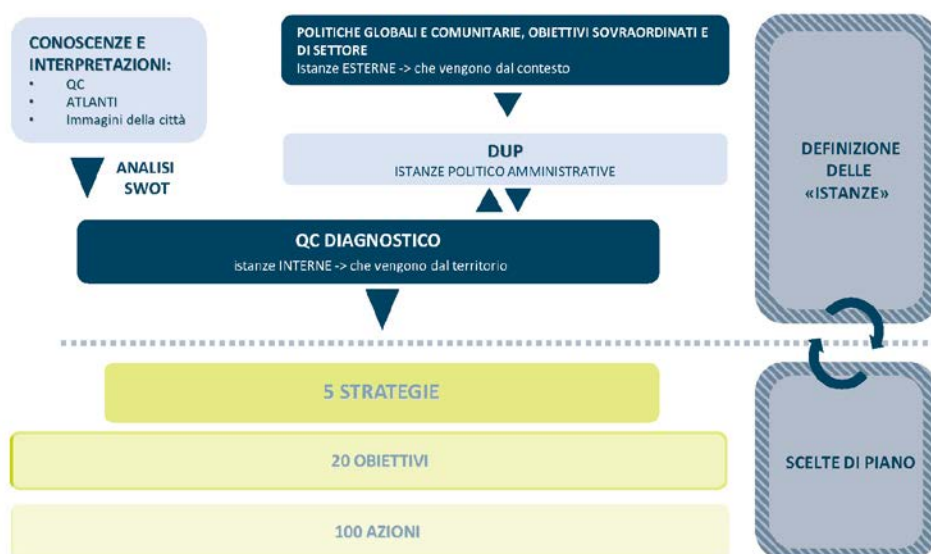 CONOSCENZE E
INTERPRETAZIONI:
• QC
• ATLANTI
• Immagini della città
ANALISI
SWOT
POLITICHE GLOBALI E COMUNITARIE, OBIETTIVI SOVRAORDINATI E
DI SETTORE
Istanze ESTERNE -> che vengono dal contesto
DUP
ISTANZE POLITICO AMMINISTRATIVE
QC DIAGNOSTICO
istanze INTERNE -> che vengono dal territorio
DEFINIZIONE
DELLE
«ISTANZE»
5 STRATEGIE
20 OBIETTIVI
100 AZIONI
SCELTE DI PIANO